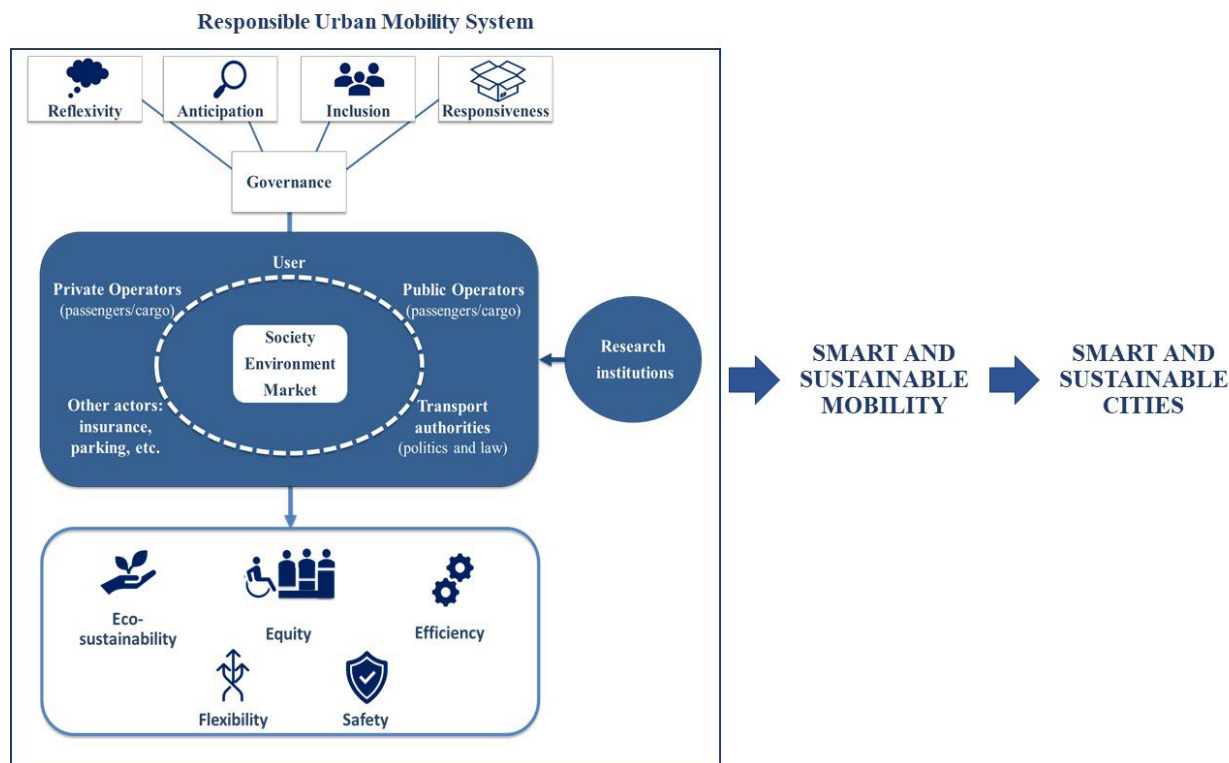 Responsible Urban Mobility System
Reflexivity
Anticipation
Inclusion
Responsiveness
Governance
User
Private Operators
(passengers/cargo)
Public Operators
(passengers/cargo)
Society
Environment
Market
Other actors:
insurance,
parking, etc.
Transport
authorities
(politics and law)
Research
institutions
SMART AND
SUSTAINABLE
MOBILITY
SMART AND
SUSTAINABLE
CITIES
Eco-
sustainability
Equity
Efficiency
Flexibility
Safety